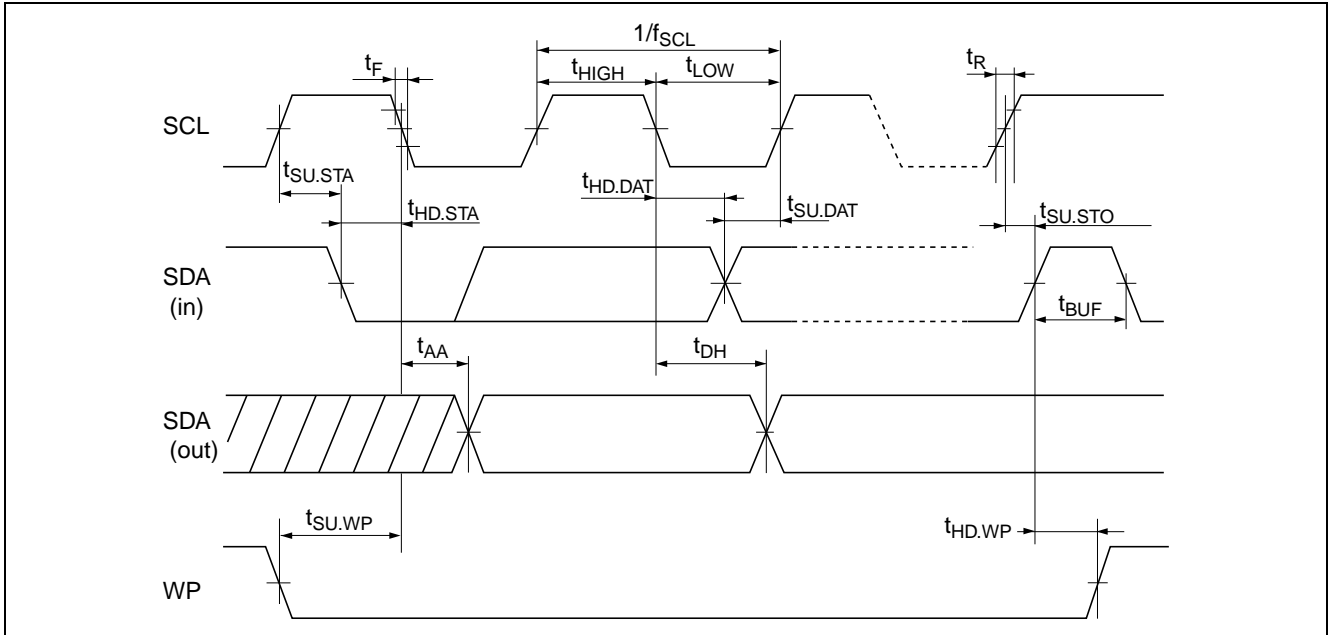 1/fSCL
tF
tHIGH
tLOW
tR
SCL
tSU.STA
tHD.STA
tHD.DAT
tSU.DAT
tSU.STO
SDA
(in)
tBUF
tAA
tDH
SDA
(out)
tSU.WP
tHD.WP
WP